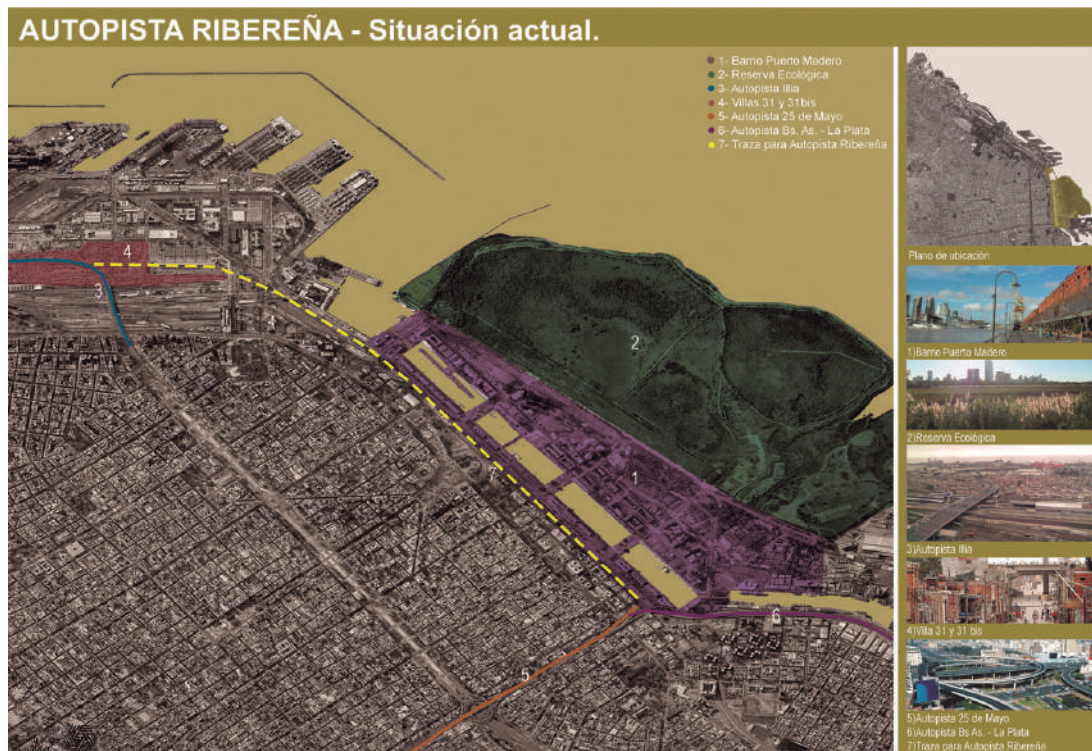 AUTOPISTA RIBEREÑA - Situación actual.
1- Barrio Puerto Madero
2- Reserva Ecológica
3- Autopista Illia
4- Villas 31 y 31bis
5- Autopista 25 de Mayo
6- Autopista Bs. As. - La Plata
7- Traza para Autopista Ribereña
4
3
2
1
7
6
5
Plano de ubicación
1)Barrio Puerto Madero
2)Reserva Ecológica
3)Autopista Illia
4)Villa 31 y 31 bis
5)Autopista 25 de Mayo
6)Autopista Bs As. - La Plata
7)Traza para Autopista Ribereña